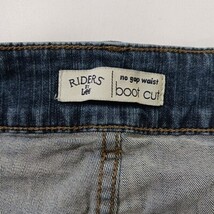 RIDERS
BY Lee
no gap waist
boot cut